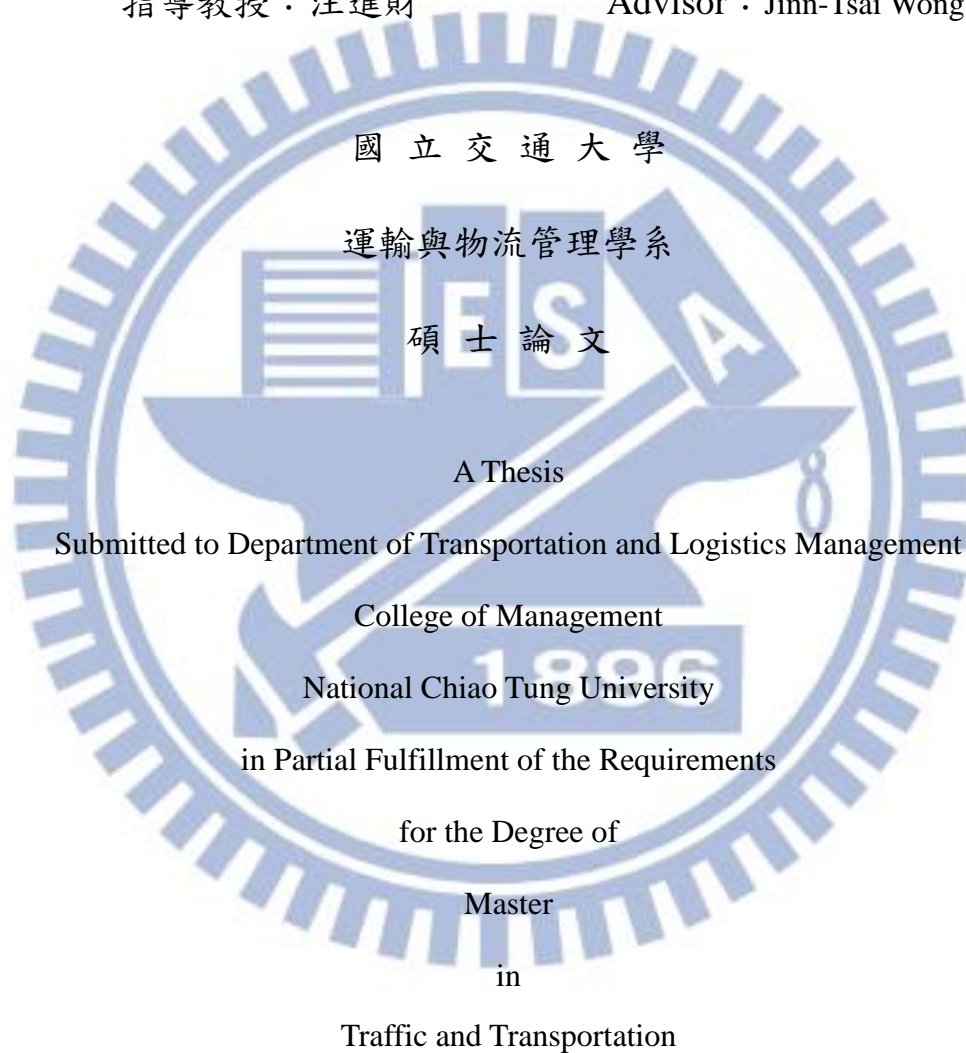 指導教授：汪進財 Advisor：Jinn-Tsai Wong
國 立 交 通 大 學
運輸與物流管理學系
碩 士 論 文
ESA
A Thesis
Submitted to Department of Transportation and Logistics Management
College of Management
National Chiao Tung University
1896
in Partial Fulfillment of the Requirements
for the Degree of
Master
in
Traffic and Transportation